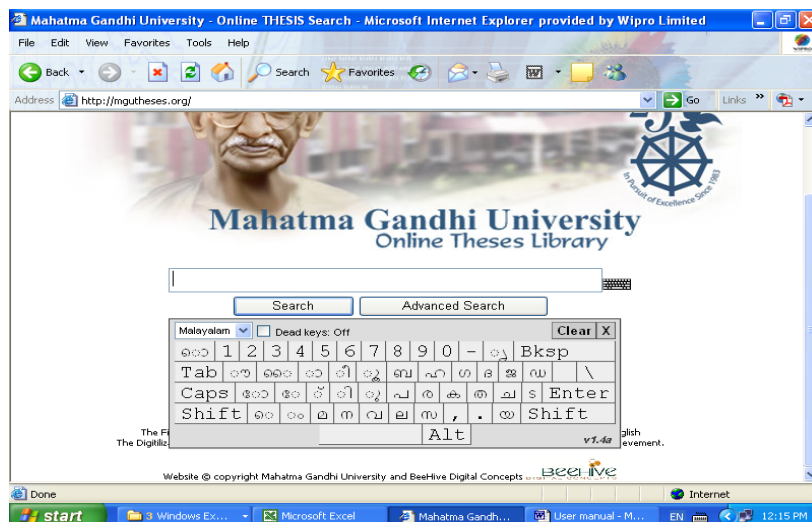 Mahatma Gandhi University - Online THESIS Search - Microsoft Internet Explorer provided by Wipro Limited
File Edit View Favorites Tools Help
Back Search Favorites
Address http://mgutheses.org/ Go Links »
In Pursuit of Excellence Since 1983
Mahatma Gandhi University
Online Theses Library
Search Advanced Search
Malayalam Dead keys: Off Clear X
ൊ 1 2 3 4 5 6 7 8 9 0 - ൃ Bksp
Tab ൗ ൈ ാ ീ ൂ ബ ഹ ഗ ദ ജ ഡ \
Caps ോ േ ് ി ു പ ര ക ത ച ട Enter
Shift െ ം മ ന വ ല സ , . യ Shift
Alt v1.4a
The Fi glish
The Digitiliz evement.
Website © copyright Mahatma Gandhi University and BeeHive Digital Concepts BEEHIVE
Done Internet
start 3 Windows Ex... Microsoft Excel Mahatma Gandh... User manual - M... EN 12:15 PM